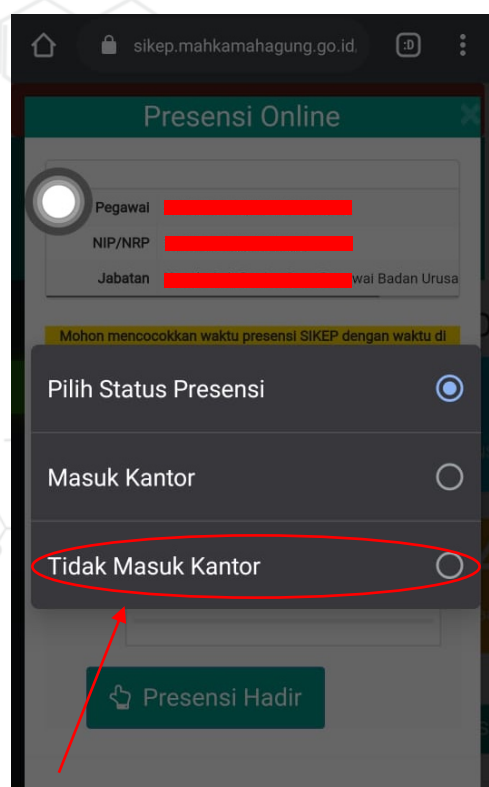 sikep.mahkamahagung.go.id
:D
Presensi Online
Pegawai
NIP/NRP
Jabatan wai Badan Urusa
Mohon mencocokkan waktu presensi SIKEP dengan waktu di
Pilih Status Presensi
Masuk Kantor
Tidak Masuk Kantor
Presensi Hadir